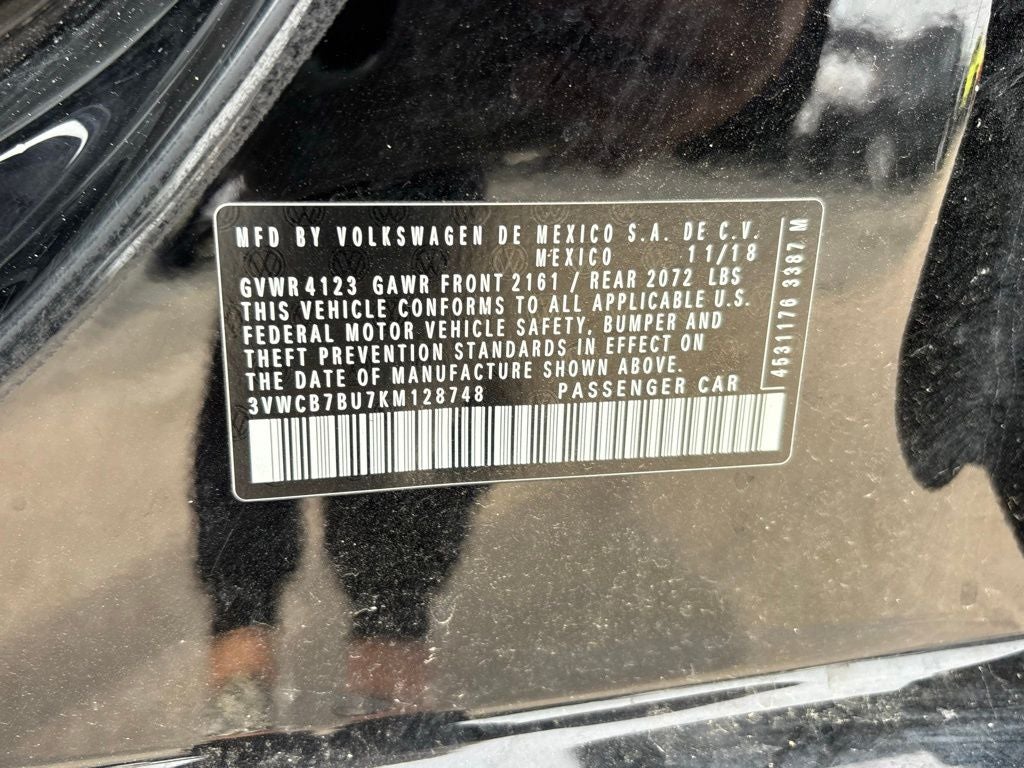 MFD BY VOLKSWAGEN DE MEXICO S.A. DE C.V.
MEXICO 11/18
GVWR 4123 GAWR FRONT 2161 / REAR 2072 LBS
THIS VEHICLE CONFORMS TO ALL APPLICABLE U.S.
FEDERAL MOTOR VEHICLE SAFETY, BUMPER AND
THEFT PREVENTION STANDARDS IN EFFECT ON
THE DATE OF MANUFACTURE SHOWN ABOVE.
3VWCB7BU7KM128748 PASSENGER CAR
4531176 3387 M